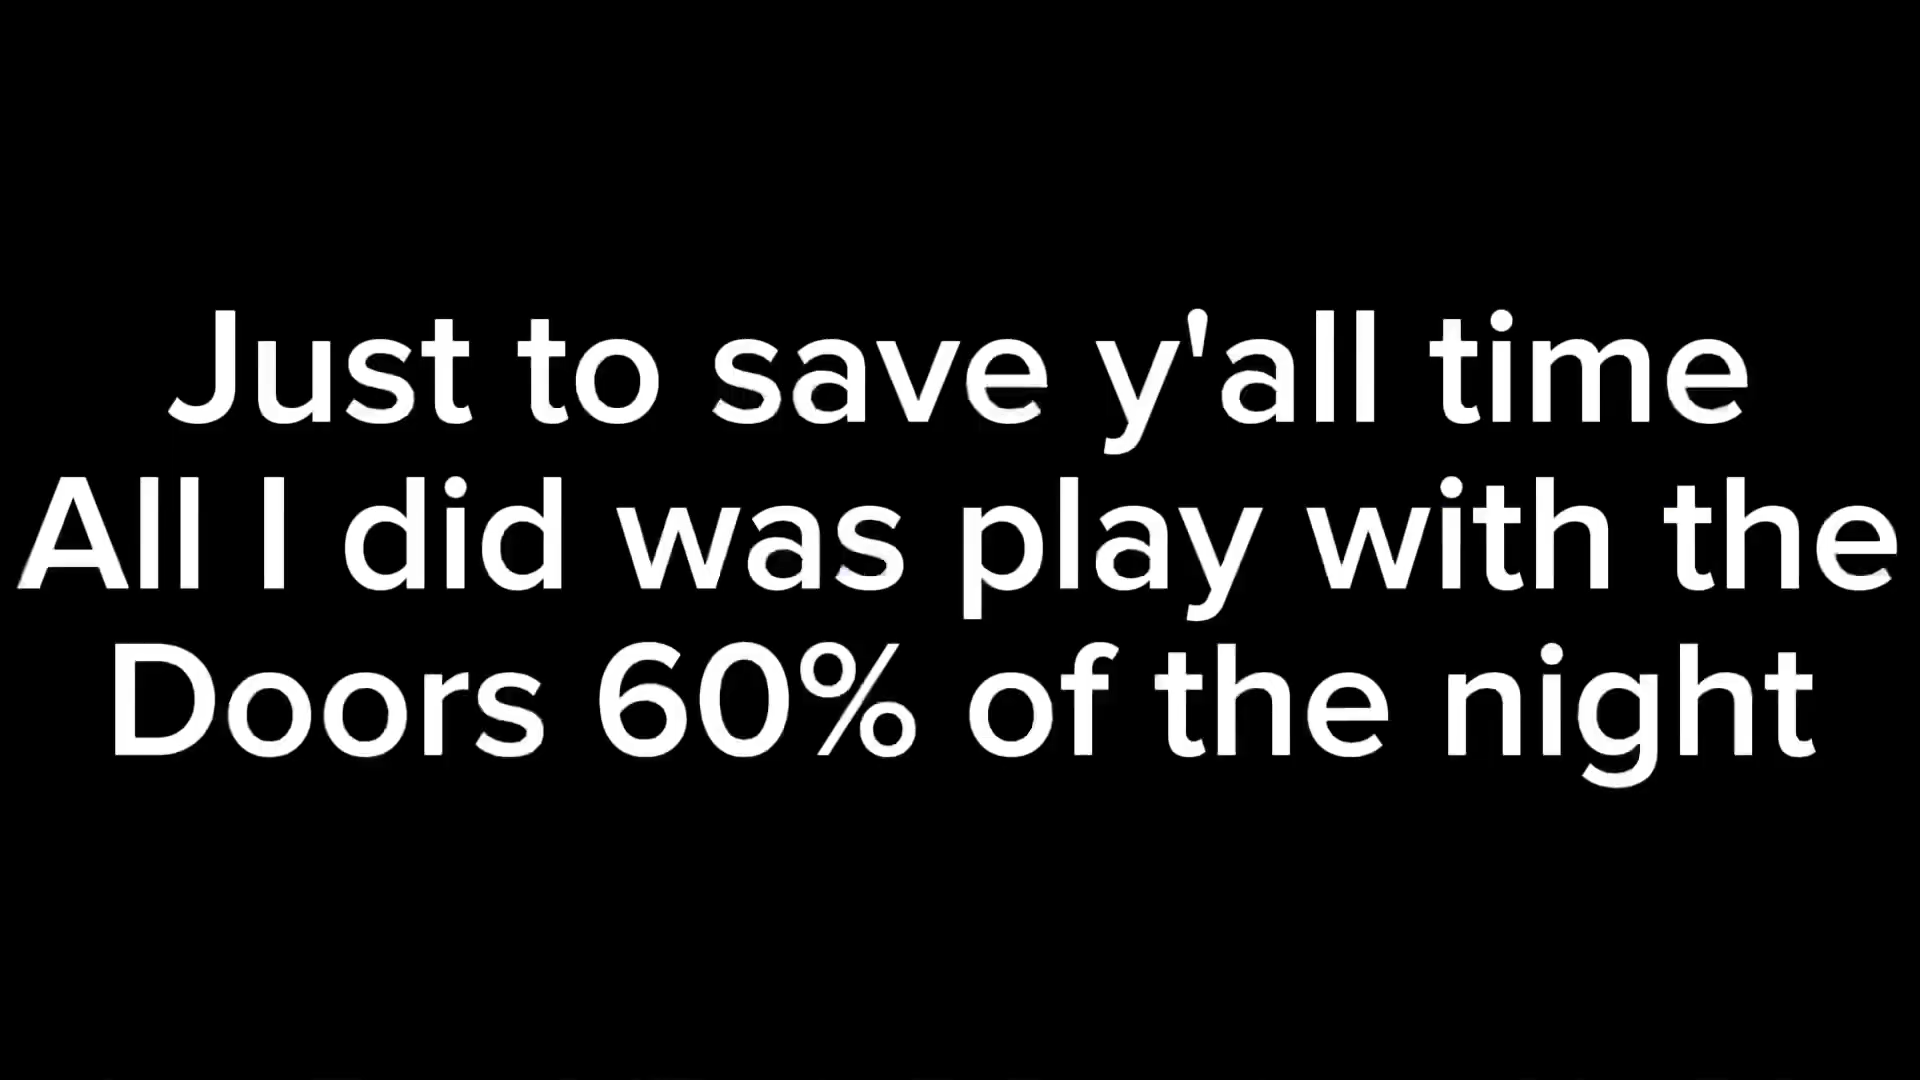 Just to save y'all time
All I did was play with the
Doors 60% of the night